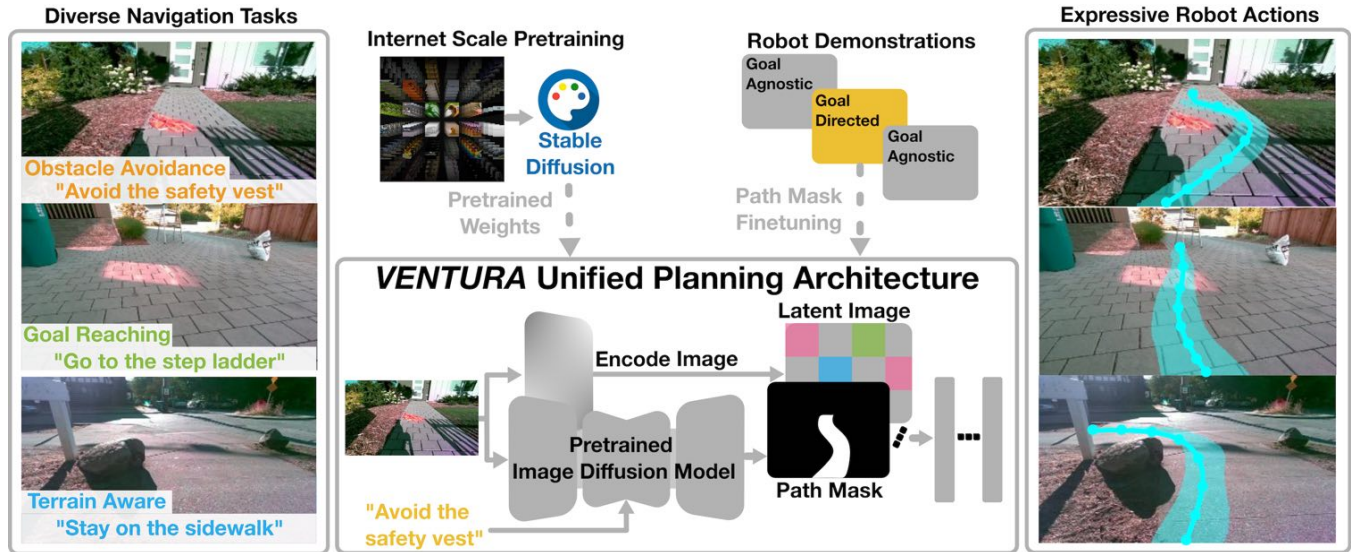 Diverse Navigation Tasks
Obstacle Avoidance
"Avoid the safety vest"
Goal Reaching
"Go to the step ladder"
Terrain Aware
"Stay on the sidewalk"
Internet Scale Pretraining
Stable
Diffusion
Pretrained
Weights
Robot Demonstrations
Goal
Agnostic
Goal
Directed
Goal
Agnostic
Path Mask
Finetuning
VENTURA Unified Planning Architecture
Latent Image
Encode Image
Pretrained
Image Diffusion Model
Path Mask
"Avoid the
safety vest"
Expressive Robot Actions